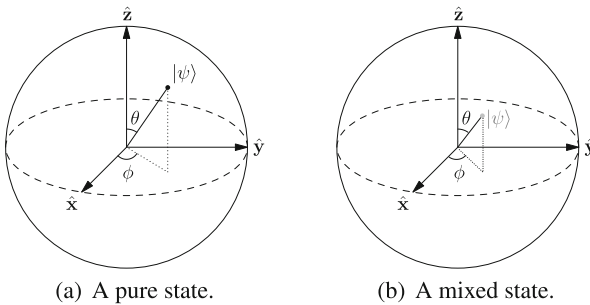 ẑ
|ψ⟩
θ
ŷ
ϕ
x̂
(a) A pure state.
ẑ
θ
|ψ⟩
ŷ
ϕ
x̂
(b) A mixed state.